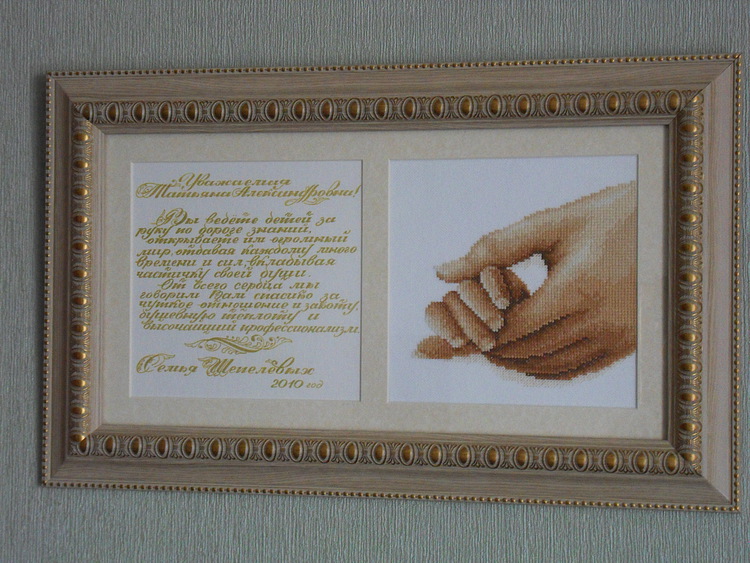 Уважаемая
Татьяна Александровна!
Вы ведете детей за
руку по дороге знаний,
открываете им огромный
мир, отдавая каждому много
времени и сил, вкладывая
частичку своей души.
От всего сердца мы
говорим Вам спасибо за
чуткое отношение и заботу,
душевную теплоту и
высочайший профессионализм.
Семья Шепелёвых
2010 год